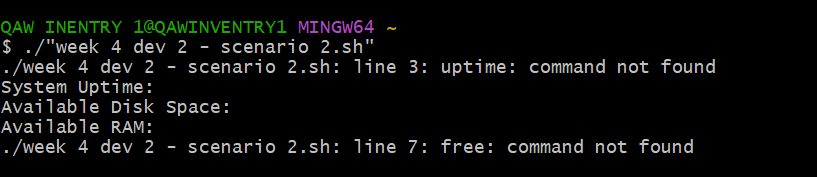 QAW INENTRY 1@QAWINVENTRY1 MINGW64 ~
$ ./"week 4 dev 2 - scenario 2.sh"
./week 4 dev 2 - scenario 2.sh: line 3: uptime: command not found
System Uptime:
Available Disk Space:
Available RAM:
./week 4 dev 2 - scenario 2.sh: line 7: free: command not found